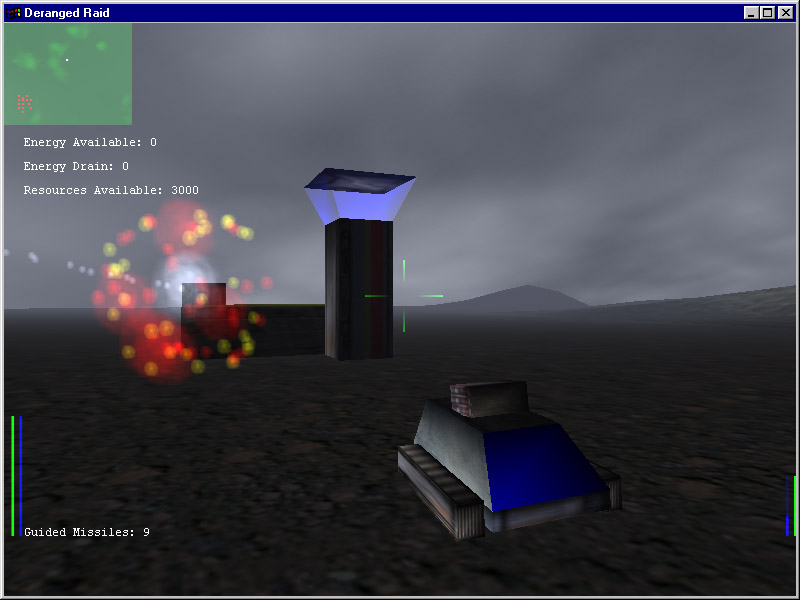 Deranged Raid
Energy Available: 0
Energy Drain: 0
Resources Available: 3000
Guided Missiles: 9